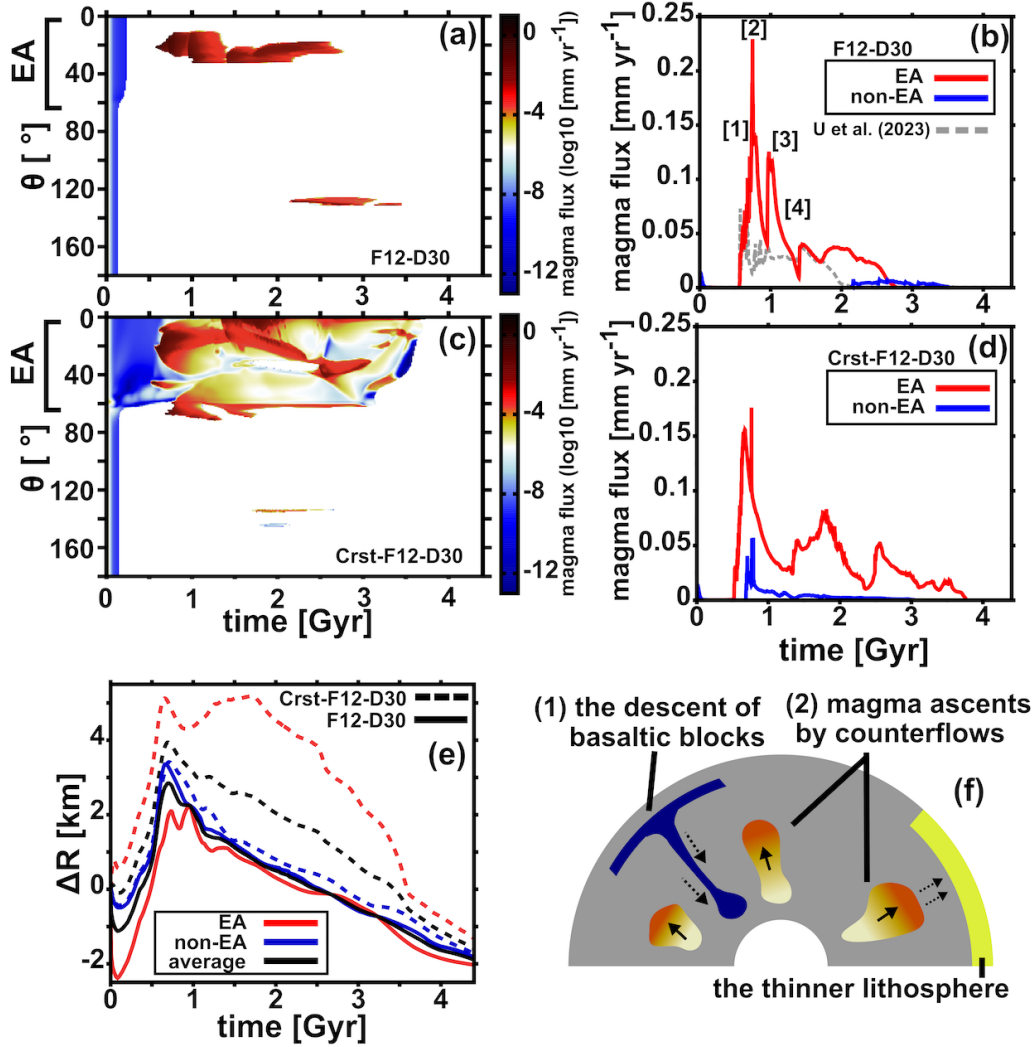 (a)
0
40
80
120
160
EA
θ [ ° ]
F12-D30
0 1 2 3 4
0
-4
-8
-12
magma flux (log10 [mm yr-1])
(b)
F12-D30
EA
non-EA
U et al. (2023)
[1]
[2]
[3]
[4]
0.25
0.2
0.15
0.1
0.05
0
magma flux [mm yr-1]
0 1 2 3 4
(c)
0
40
80
120
160
EA
θ [ ° ]
Crst-F12-D30
0 1 2 3 4
time [Gyr]
0
-4
-8
-12
magma flux (log10 [mm yr-1])
(d)
Crst-F12-D30
EA
non-EA
0.25
0.2
0.15
0.1
0.05
0
magma flux [mm yr-1]
0 1 2 3 4
time [Gyr]
Crst-F12-D30
F12-D30
(e)
4
2
0
-2
ΔR [km]
EA
non-EA
average
0 1 2 3 4
time [Gyr]
(1) the descent of
basaltic blocks
(2) magma ascents
by counterflows
(f)
the thinner lithosphere